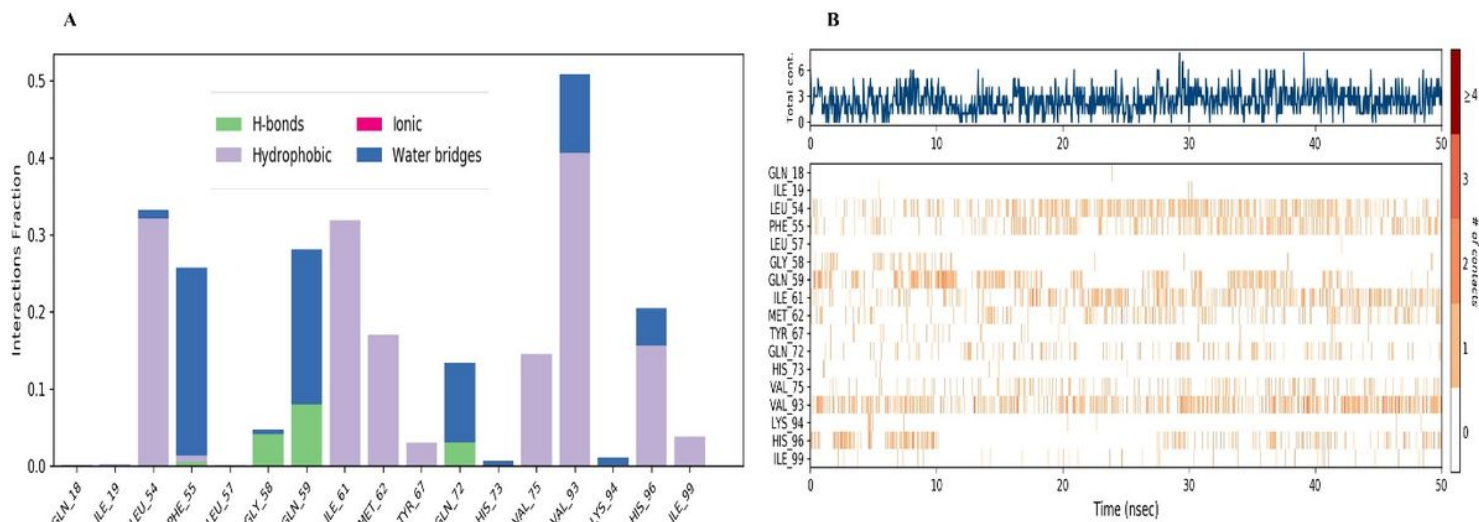 A
B
Interactions Fraction
0.5
0.4
0.3
0.2
0.1
0.0
H-bonds
Ionic
Hydrophobic
Water bridges
GLN_18
ILE_19
LEU_54
PHE_55
LEU_57
GLY_58
GLN_59
ILE_61
MET_62
TYR_67
GLN_72
HIS_73
VAL_75
VAL_93
LYS_94
HIS_96
ILE_99
Total cont.
6
3
0
0 10 20 30 40 50
GLN_18
ILE_19
LEU_54
PHE_55
LEU_57
GLY_58
GLN_59
ILE_61
MET_62
TYR_67
GLN_72
HIS_73
VAL_75
VAL_93
LYS_94
HIS_96
ILE_99
0 10 20 30 40 50
Time (nsec)
≥4
3
2
1
0
# of contacts